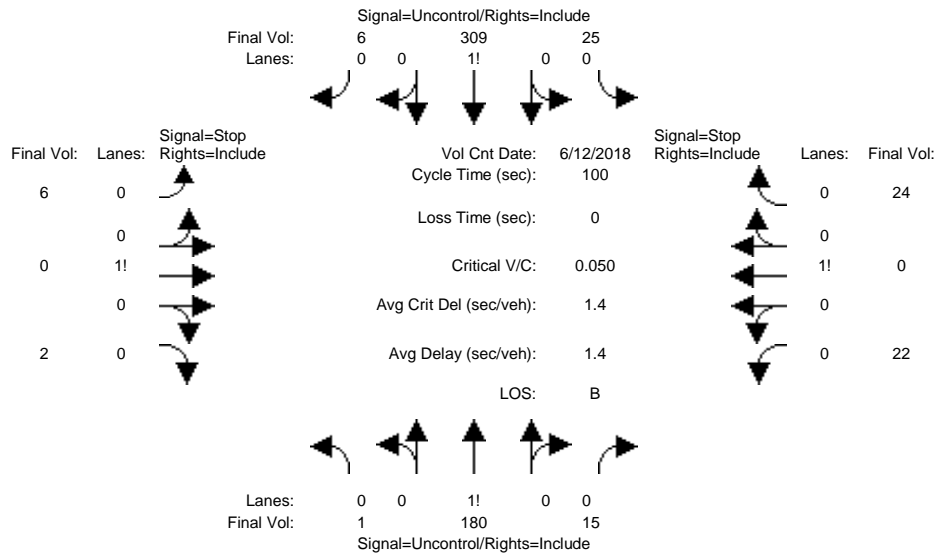 Signal=Uncontrol/Rights=Include
Final Vol: 6 309 25
Lanes: 0 0 1! 0 0
Signal=Stop Signal=Stop
Final Vol: Lanes: Rights=Include Vol Cnt Date: 6/12/2018 Rights=Include Lanes: Final Vol:
Cycle Time (sec): 100
6 0 0 24
Loss Time (sec): 0
0 0
0 1! Critical V/C: 0.050 1! 0
0 Avg Crit Del (sec/veh): 1.4 0
2 0 Avg Delay (sec/veh): 1.4 0 22
LOS: B
Lanes: 0 0 1! 0 0
Final Vol: 1 180 15
Signal=Uncontrol/Rights=Include